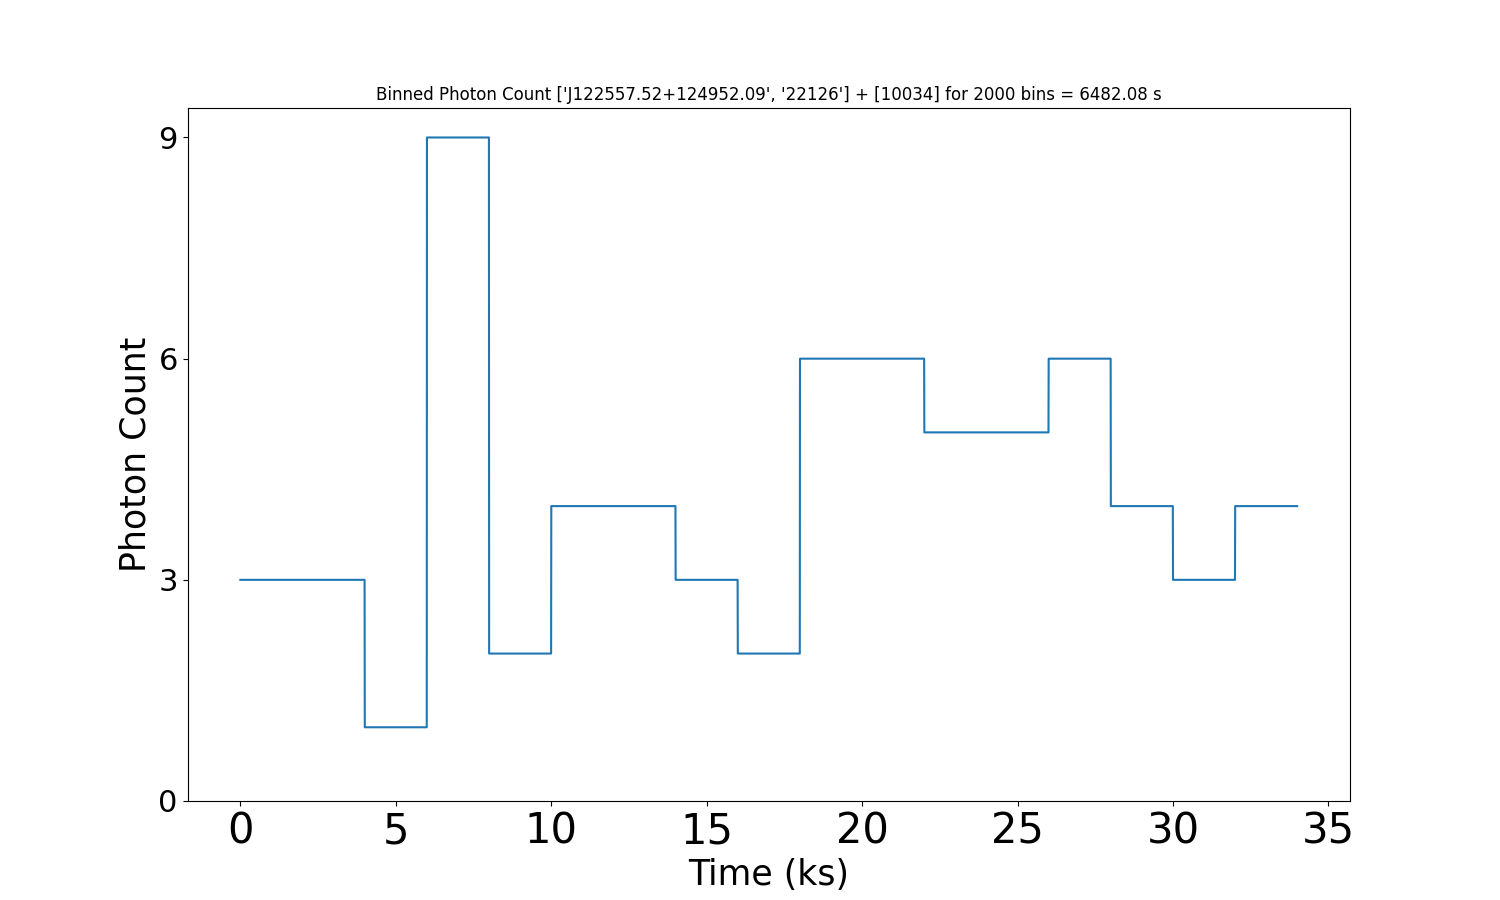 Binned Photon Count ['J122557.52+124952.09', '22126'] + [10034] for 2000 bins = 6482.08 s
9
6
3
0
Photon Count
0 5 10 15 20 25 30 35
Time (ks)